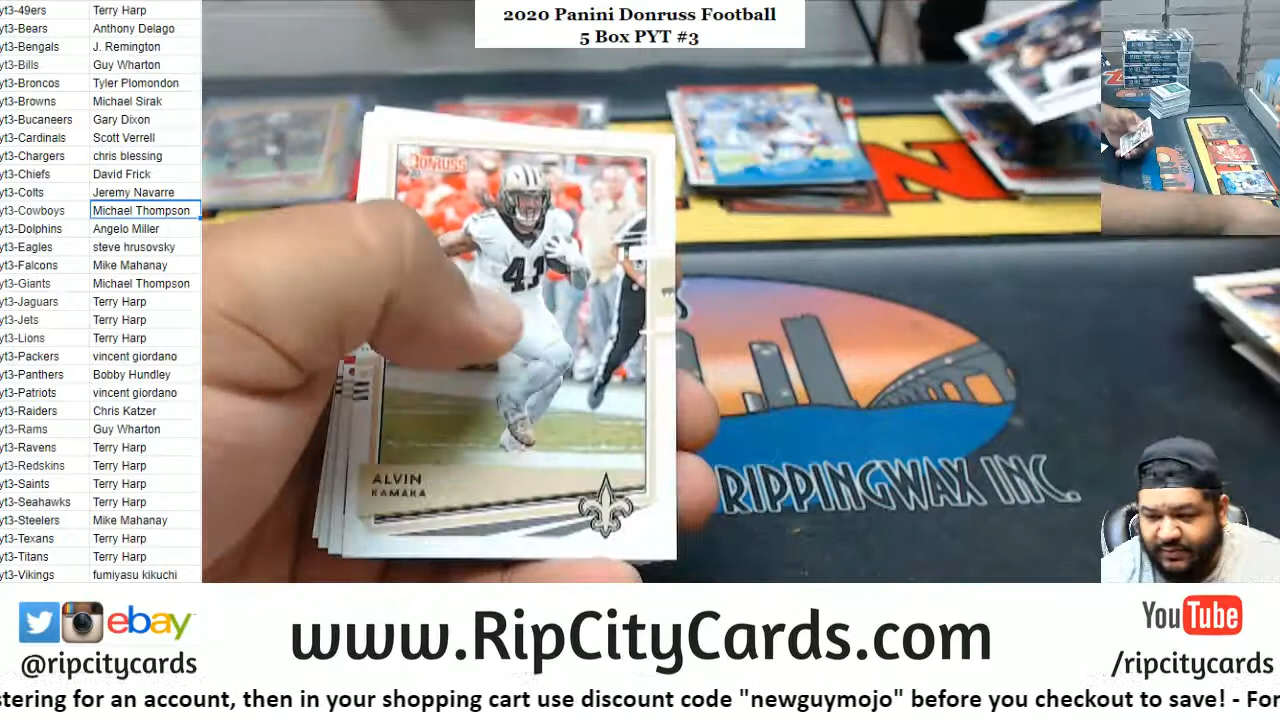 2020 Panini Donruss Football
5 Box PYT #3
yt3-49ers Terry Harp
yt3-Bears Anthony Delago
yt3-Bengals J. Remington
yt3-Bills Guy Wharton
yt3-Broncos Tyler Plomondon
yt3-Browns Michael Sirak
yt3-Bucaneers Gary Dixon
yt3-Cardinals Scott Verrell
yt3-Chargers chris blessing
yt3-Chiefs David Frick
yt3-Colts Jeremy Navarre
yt3-Cowboys Michael Thompson
yt3-Dolphins Angelo Miller
yt3-Eagles steve hrusovsky
yt3-Falcons Mike Mahanay
yt3-Giants Michael Thompson
yt3-Jaguars Terry Harp
yt3-Jets Terry Harp
yt3-Lions Terry Harp
yt3-Packers vincent giordano
yt3-Panthers Bobby Hundley
yt3-Patriots vincent giordano
yt3-Raiders Chris Katzer
yt3-Rams Guy Wharton
yt3-Ravens Terry Harp
yt3-Redskins Terry Harp
yt3-Saints Terry Harp
yt3-Seahawks Terry Harp
yt3-Steelers Mike Mahanay
yt3-Texans Terry Harp
yt3-Titans Terry Harp
yt3-Vikings fumiyasu kikuchi
DONRUSS
41
ALVIN
KAMARA
N
RIPPINGWAX INC.
ebay
@ripcitycards
www.RipCityCards.com
YouTube
/ripcitycards
stering for an account, then in your shopping cart use discount code "newguymojo" before you checkout to save! - For